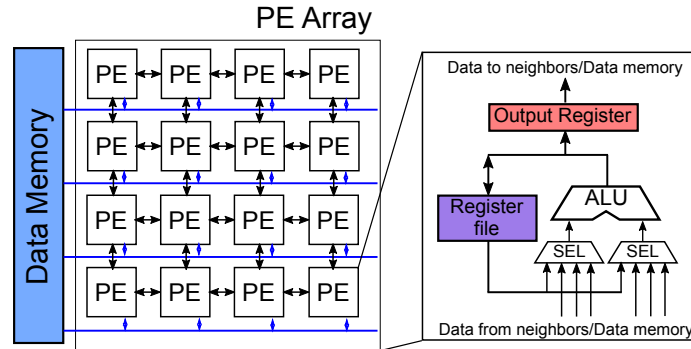 PE Array
Data Memory
PE PE PE PE
PE PE PE PE
PE PE PE PE
PE PE PE PE
Data to neighbors/Data memory
Output Register
Register
file
ALU
SEL SEL
Data from neighbors/Data memory